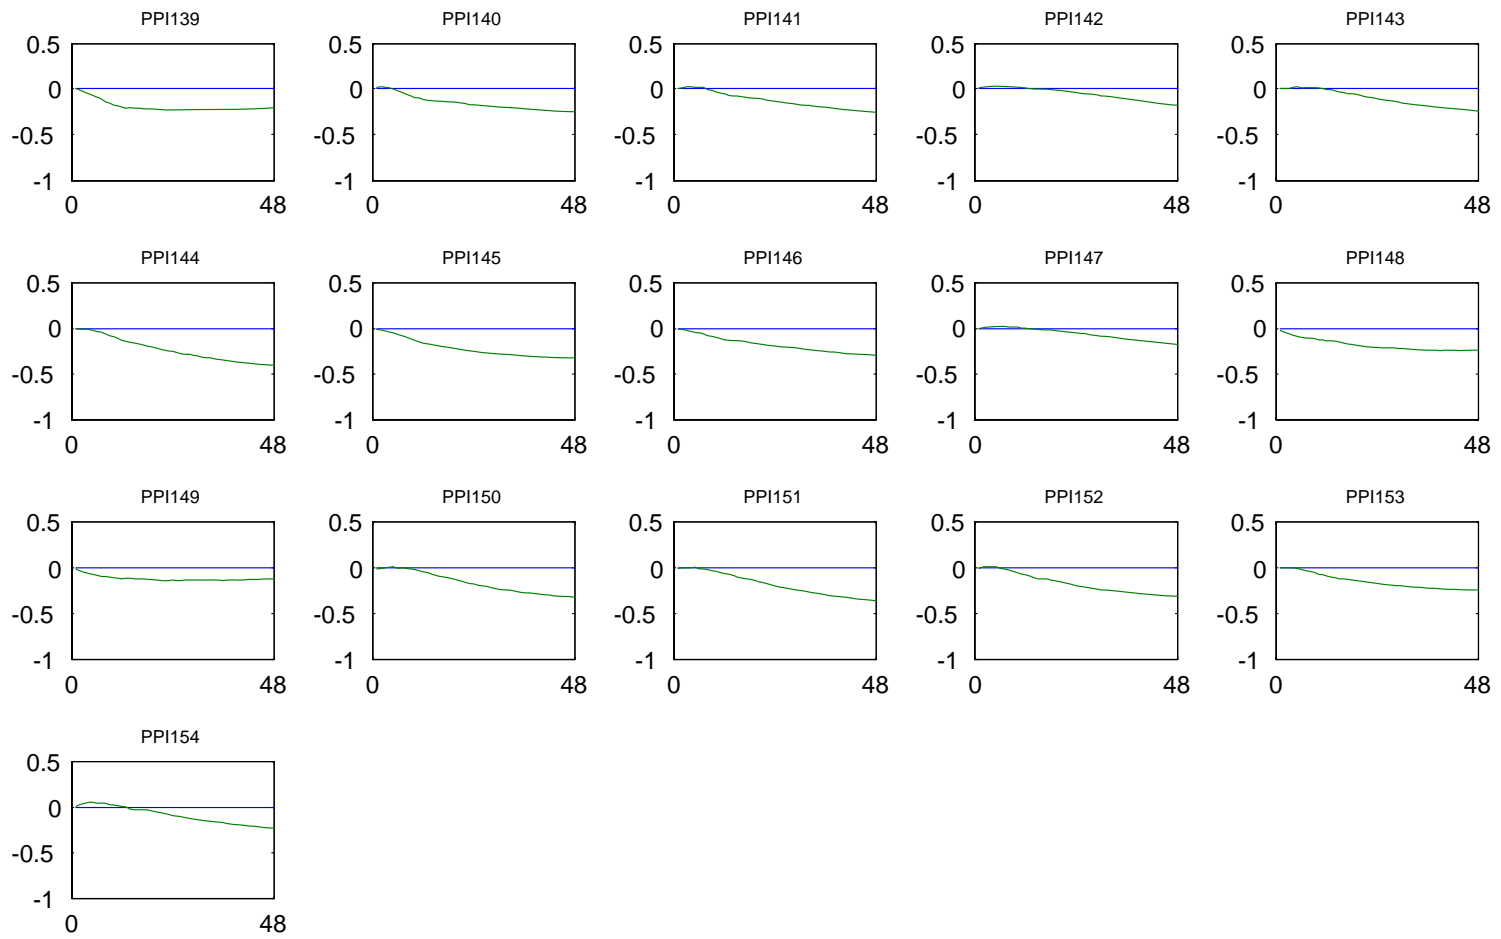 PPI139 PPI140 PPI141 PPI142 PPI143
0.5 0.5 0.5 0.5 0.5
0 0 0 0 0
-0.5 -0.5 -0.5 -0.5 -0.5
-1 -1 -1 -1 -1
0 48 0 48 0 48 0 48 0 48
PPI144 PPI145 PPI146 PPI147 PPI148
0.5 0.5 0.5 0.5 0.5
0 0 0 0 0
-0.5 -0.5 -0.5 -0.5 -0.5
-1 -1 -1 -1 -1
0 48 0 48 0 48 0 48 0 48
PPI149 PPI150 PPI151 PPI152 PPI153
0.5 0.5 0.5 0.5 0.5
0 0 0 0 0
-0.5 -0.5 -0.5 -0.5 -0.5
-1 -1 -1 -1 -1
0 48 0 48 0 48 0 48 0 48
PPI154
0.5
0
-0.5
-1
0 48